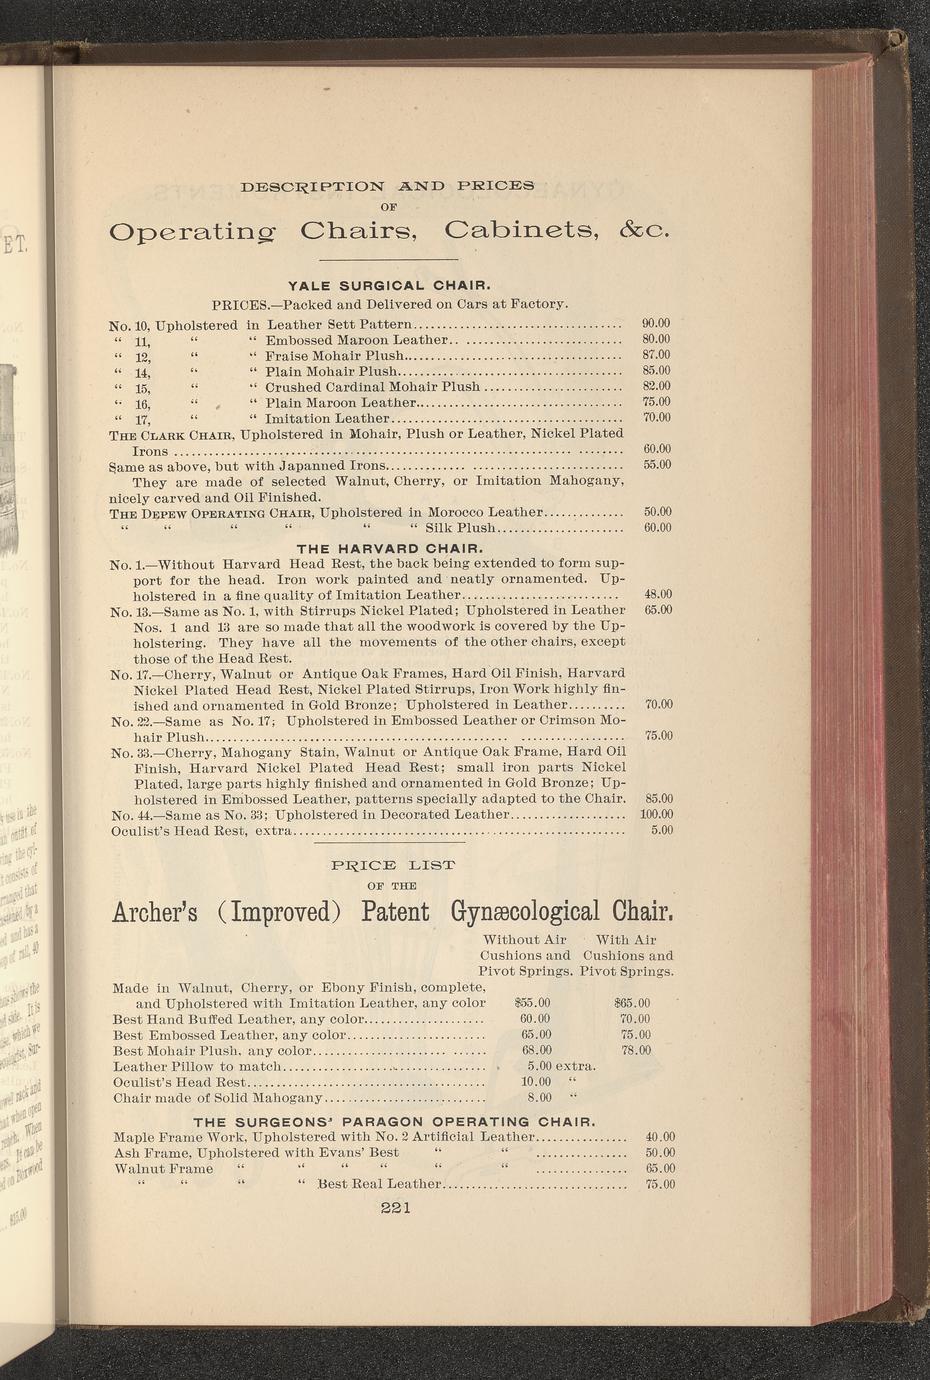 DESCRIPTION AND PRICES
OF
Operating Chairs, Cabinets, &c.
YALE SURGICAL CHAIR.
PRICES.—Packed and Delivered on Cars at Factory.
No. 10, Upholstered in Leather Sett Pattern.................................... 90.00
“ 11, “ “ Embossed Maroon Leather.. ........................... 80.00
“ 12, “ “ Fraise Mohair Plush...................................... 87.00
“ 14, “ “ Plain Mohair Plush....................................... 85.00
“ 15, “ “ Crushed Cardinal Mohair Plush ........................ 82.00
“ 16, “ “ Plain Maroon Leather.................................... 75.00
“ 17, “ “ Imitation Leather........................................ 70.00
THE CLARK CHAIR, Upholstered in Mohair, Plush or Leather, Nickel Plated
Irons ..................................................................... ........ 60.00
Same as above, but with Japanned Irons.............. .......................... 55.00
They are made of selected Walnut, Cherry, or Imitation Mahogany,
nicely carved and Oil Finished.
THE DEPEW OPERATING CHAIR, Upholstered in Morocco Leather.............. 50.00
“ “ “ “ “ “ Silk Plush...................... 60.00
THE HARVARD CHAIR.
No. 1.—Without Harvard Head Rest, the back being extended to form sup-
port for the head. Iron work painted and neatly ornamented. Up-
holstered in a fine quality of Imitation Leather........................... 48.00
No. 13.—Same as No. 1, with Stirrups Nickel Plated; Upholstered in Leather 65.00
Nos. 1 and 13 are so made that all the woodwork is covered by the Up-
holstering. They have all the movements of the other chairs, except
those of the Head Rest.
No. 17.—Cherry, Walnut or Antique Oak Frames, Hard Oil Finish, Harvard
Nickel Plated Head Rest, Nickel Plated Stirrups, Iron Work highly fin-
ished and ornamented in Gold Bronze; Upholstered in Leather.......... 70.00
No. 22.—Same as No. 17; Upholstered in Embossed Leather or Crimson Mo-
hair Plush.................................................... .................. 75.00
No. 33.—Cherry, Mahogany Stain, Walnut or Antique Oak Frame, Hard Oil
Finish, Harvard Nickel Plated Head Rest; small iron parts Nickel
Plated, large parts highly finished and ornamented in Gold Bronze; Up-
holstered in Embossed Leather, patterns specially adapted to the Chair. 85.00
No. 44.—Same as No. 33; Upholstered in Decorated Leather.................... 100.00
Oculist's Head Rest, extra......................................................... 5.00
PRICE LIST
OF THE
Archer's (Improved) Patent Gynæcological Chair.
Without Air With Air
Cushions and Cushions and
Pivot Springs. Pivot Springs.
Made in Walnut, Cherry, or Ebony Finish, complete,
and Upholstered with Imitation Leather, any color $55.00 $65.00
Best Hand Buffed Leather, any color..................... 60.00 70.00
Best Embossed Leather, any color........................ 65.00 75.00
Best Mohair Plush, any color....................... ...... 68.00 78.00
Leather Pillow to match................................... 5.00 extra.
Oculist's Head Rest......................................... 10.00 “
Chair made of Solid Mahogany............................ 8.00 “
THE SURGEONS' PARAGON OPERATING CHAIR.
Maple Frame Work, Upholstered with No. 2 Artificial Leather................ 40.00
Ash Frame, Upholstered with Evans' Best “ “ ................ 50.00
Walnut Frame “ “ “ “ “ “ ................ 65.00
“ “ “ “ Best Real Leather................................ 75.00
221
ET.
$15.00